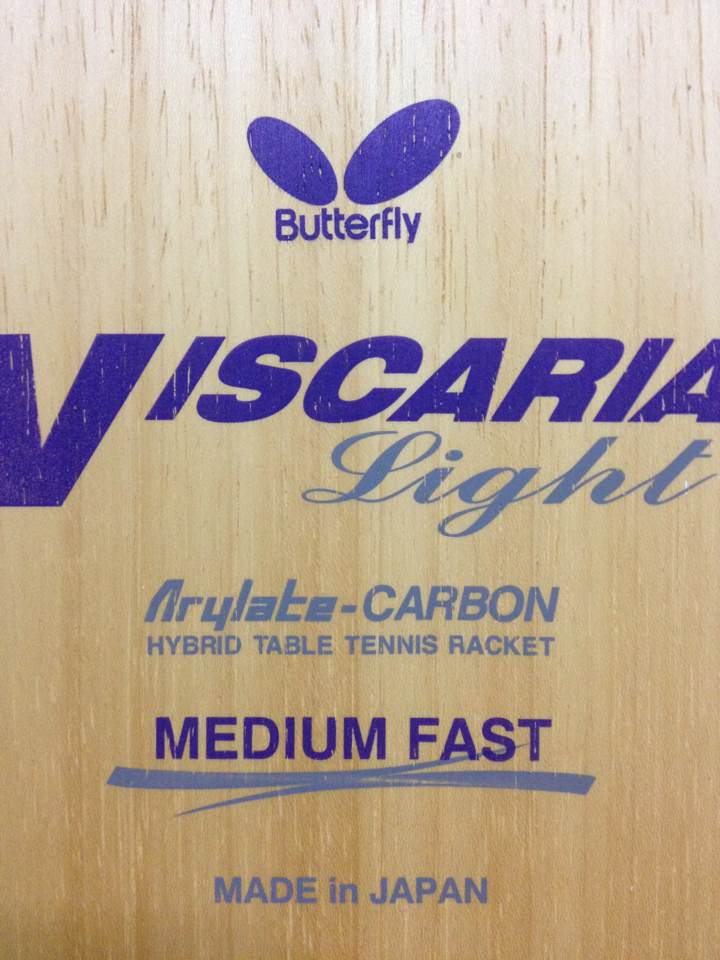 Butterfly
VISCARIA
Light
Arylate-CARBON
HYBRID TABLE TENNIS RACKET
MEDIUM FAST
MADE in JAPAN